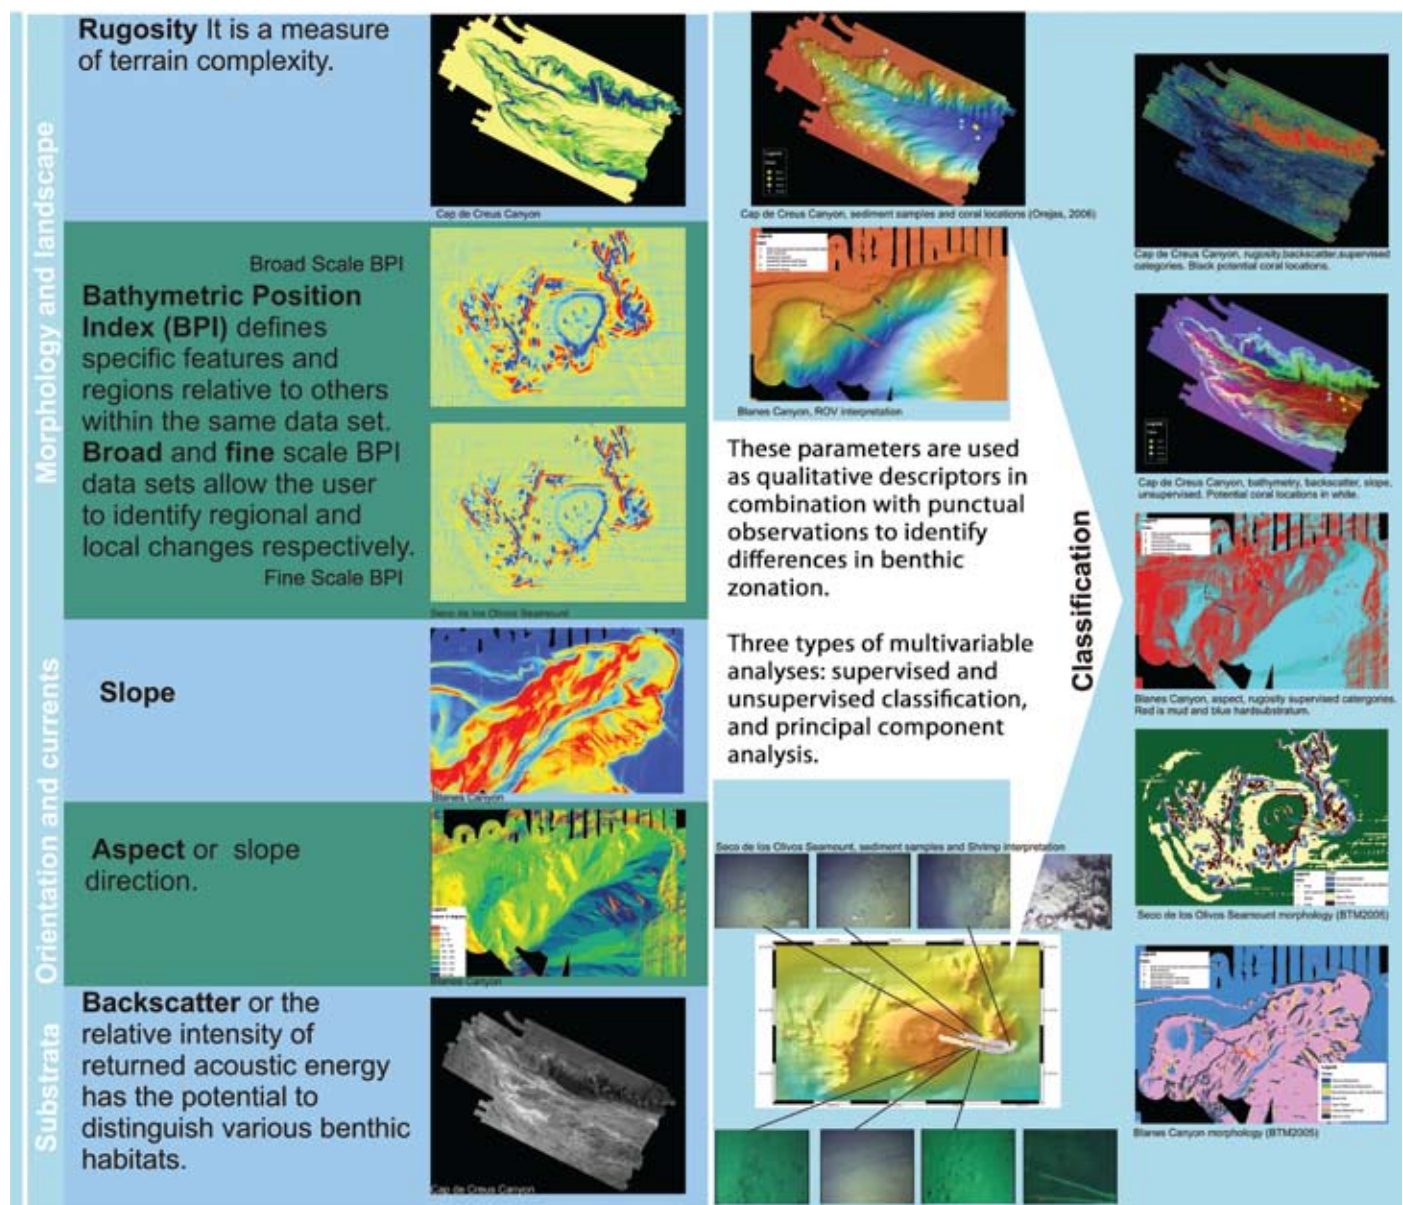 Morphology and landscape
Rugosity It is a measure
of terrain complexity.
Cap de Creus Canyon
Broad Scale BPI
Bathymetric Position
Index (BPI) defines
specific features and
regions relative to others
within the same data set.
Broad and fine scale BPI
data sets allow the user
to identify regional and
local changes respectively.
Fine Scale BPI
Seco de los Olivos Seamount
Orientation and currents
Slope
Blanes Canyon
Aspect or slope
direction.
Blanes Canyon
Substrata
Backscatter or the
relative intensity of
returned acoustic energy
has the potential to
distinguish various benthic
habitats.
Cap de Creus Canyon
Cap de Creus Canyon, sediment samples and coral locations (Orejas, 2006)
Blanes Canyon, ROV interpretation
These parameters are used
as qualitative descriptors in
combination with punctual
observations to identify
differences in benthic
zonation.
Three types of multivariable
analyses: supervised and
unsupervised classification,
and principal component
analysis.
Seco de los Olivos Seamount, sediment samples and Shrimp interpretation
Classification
Cap de Creus Canyon, rugosity,backscatter,supervised
categories. Black potential coral locations.
Cap de Creus Canyon, bathymetry, backscatter, slope,
unsupervised. Potential coral locations in white.
Blanes Canyon, aspect, rugosity supervised catergories.
Red is mud and blue hardsubstratum.
Seco de los Olivos Seamount morphology (BTM2005)
Blanes Canyon morphology (BTM2005)